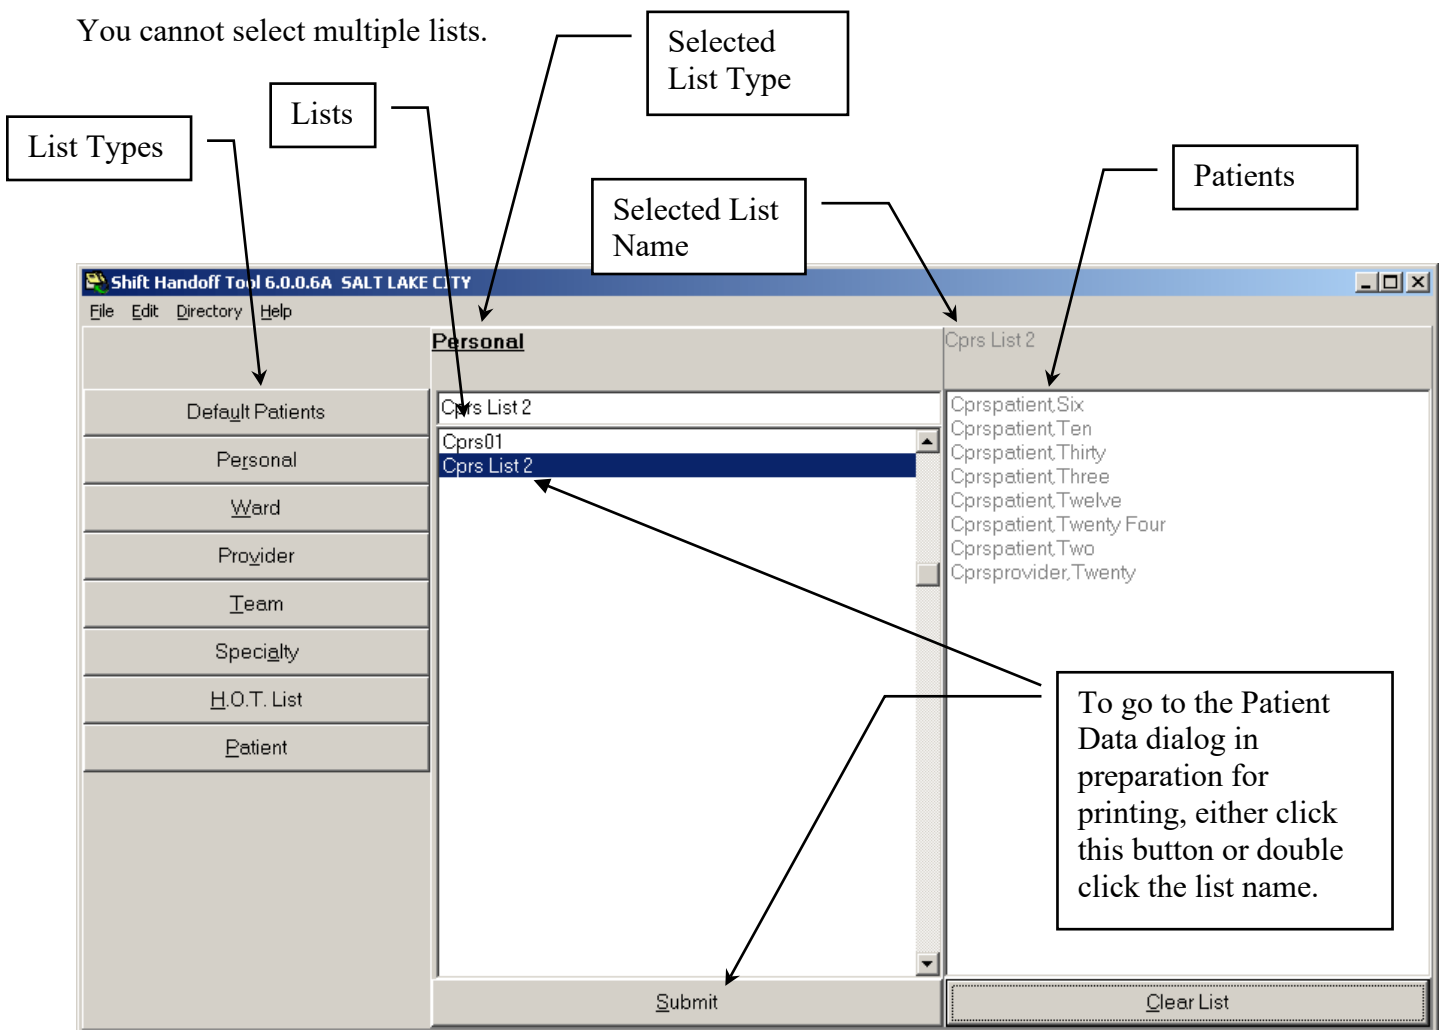 You cannot select multiple lists.
Selected
List Type
Lists
List Types
Patients
Selected List
Name
Shift Handoff Tool 6.0.0.6A SALT LAKE CITY
File Edit Directory Help
Personal
Cprs List 2
Default Patients
Personal
Ward
Provider
Team
Specialty
H.O.T. List
Patient
Cprs List 2
Cprs01
Cprs List 2
Cprspatient,Six
Cprspatient,Ten
Cprspatient,Thirty
Cprspatient,Three
Cprspatient,Twelve
Cprspatient,Twenty Four
Cprspatient,Two
Cprsprovider,Twenty
To go to the Patient
Data dialog in
preparation for
printing, either click
this button or double
click the list name.
Submit
Clear List